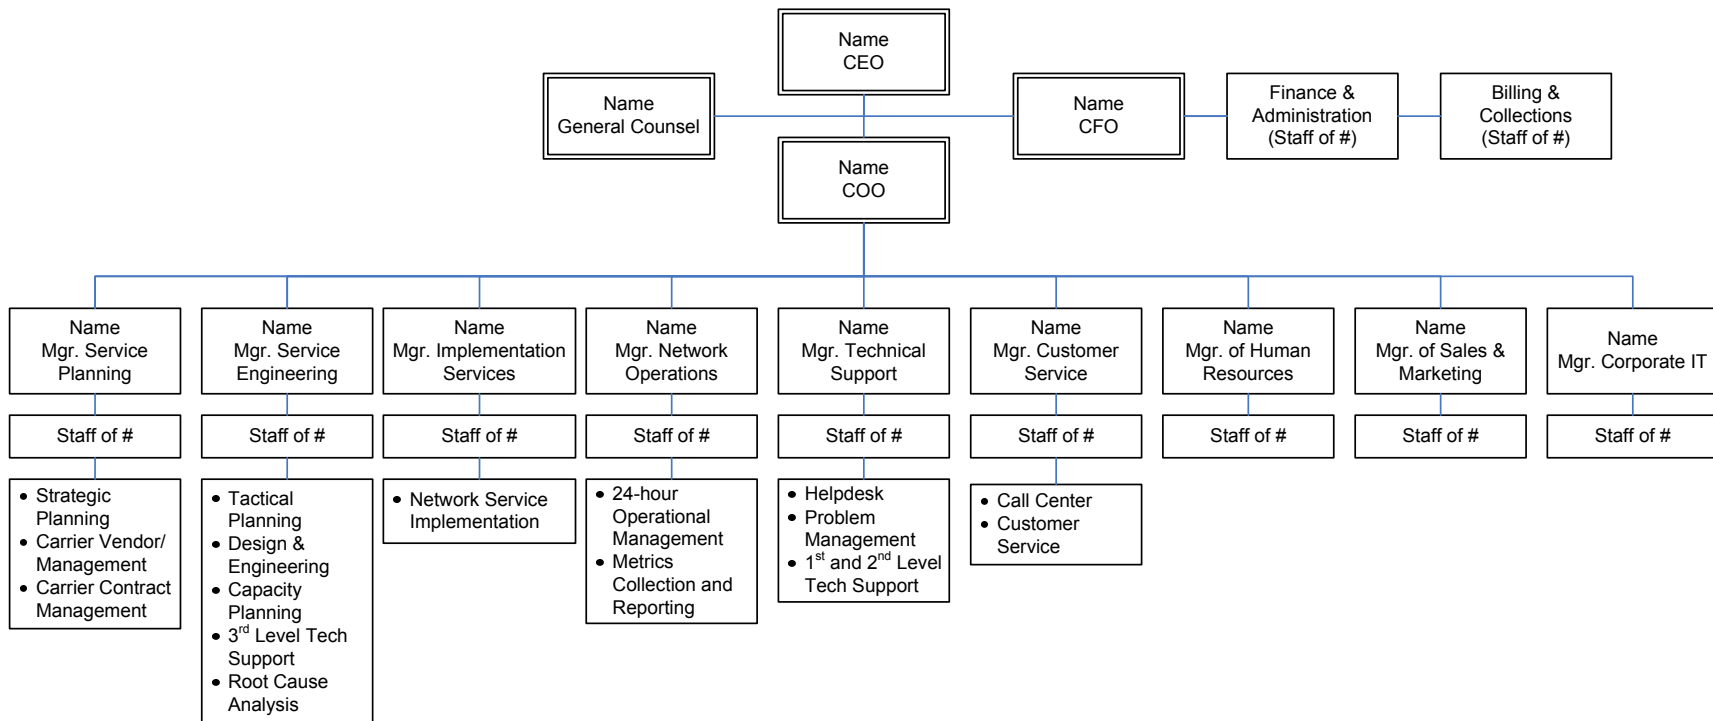 Name
CEO
Name
General Counsel
Name
CFO
Finance &
Administration
(Staff of #)
Billing &
Collections
(Staff of #)
Name
COO
Name
Mgr. Service
Planning
Name
Mgr. Service
Engineering
Name
Mgr. Implementation
Services
Name
Mgr. Network
Operations
Name
Mgr. Technical
Support
Name
Mgr. Customer
Service
Name
Mgr. of Human
Resources
Name
Mgr. of Sales &
Marketing
Name
Mgr. Corporate IT
Staff of #
Staff of #
Staff of #
Staff of #
Staff of #
Staff of #
Staff of #
Staff of #
Staff of #
• Strategic
Planning
• Carrier Vendor/
Management
• Carrier Contract
Management
• Tactical
Planning
• Design &
Engineering
• Capacity
Planning
• 3rd Level Tech
Support
• Root Cause
Analysis
• Network Service
Implementation
• 24-hour
Operational
Management
• Metrics
Collection and
Reporting
• Helpdesk
• Problem
Management
• 1st and 2nd Level
Tech Support
• Call Center
• Customer
Service